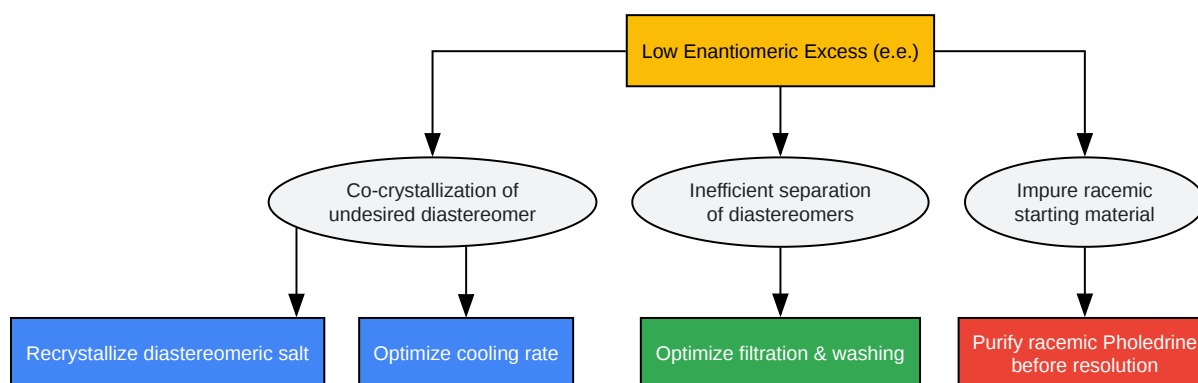 Low Enantiomeric Excess (e.e.)
Co-crystallization of
undesired diastereomer
Inefficient separation
of diastereomers
Impure racemic
starting material
Recrystallize diastereomeric salt
Optimize cooling rate
Optimize filtration & washing
Purify racemic Pholedrine
before resolution